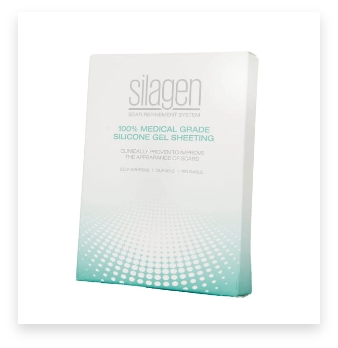 silagen
SCAR REFINEMENT SYSTEM
100% MEDICAL GRADE
SILICONE GEL SHEETING
CLINICALLY PROVEN TO IMPROVE
THE APPEARANCE OF SCARS